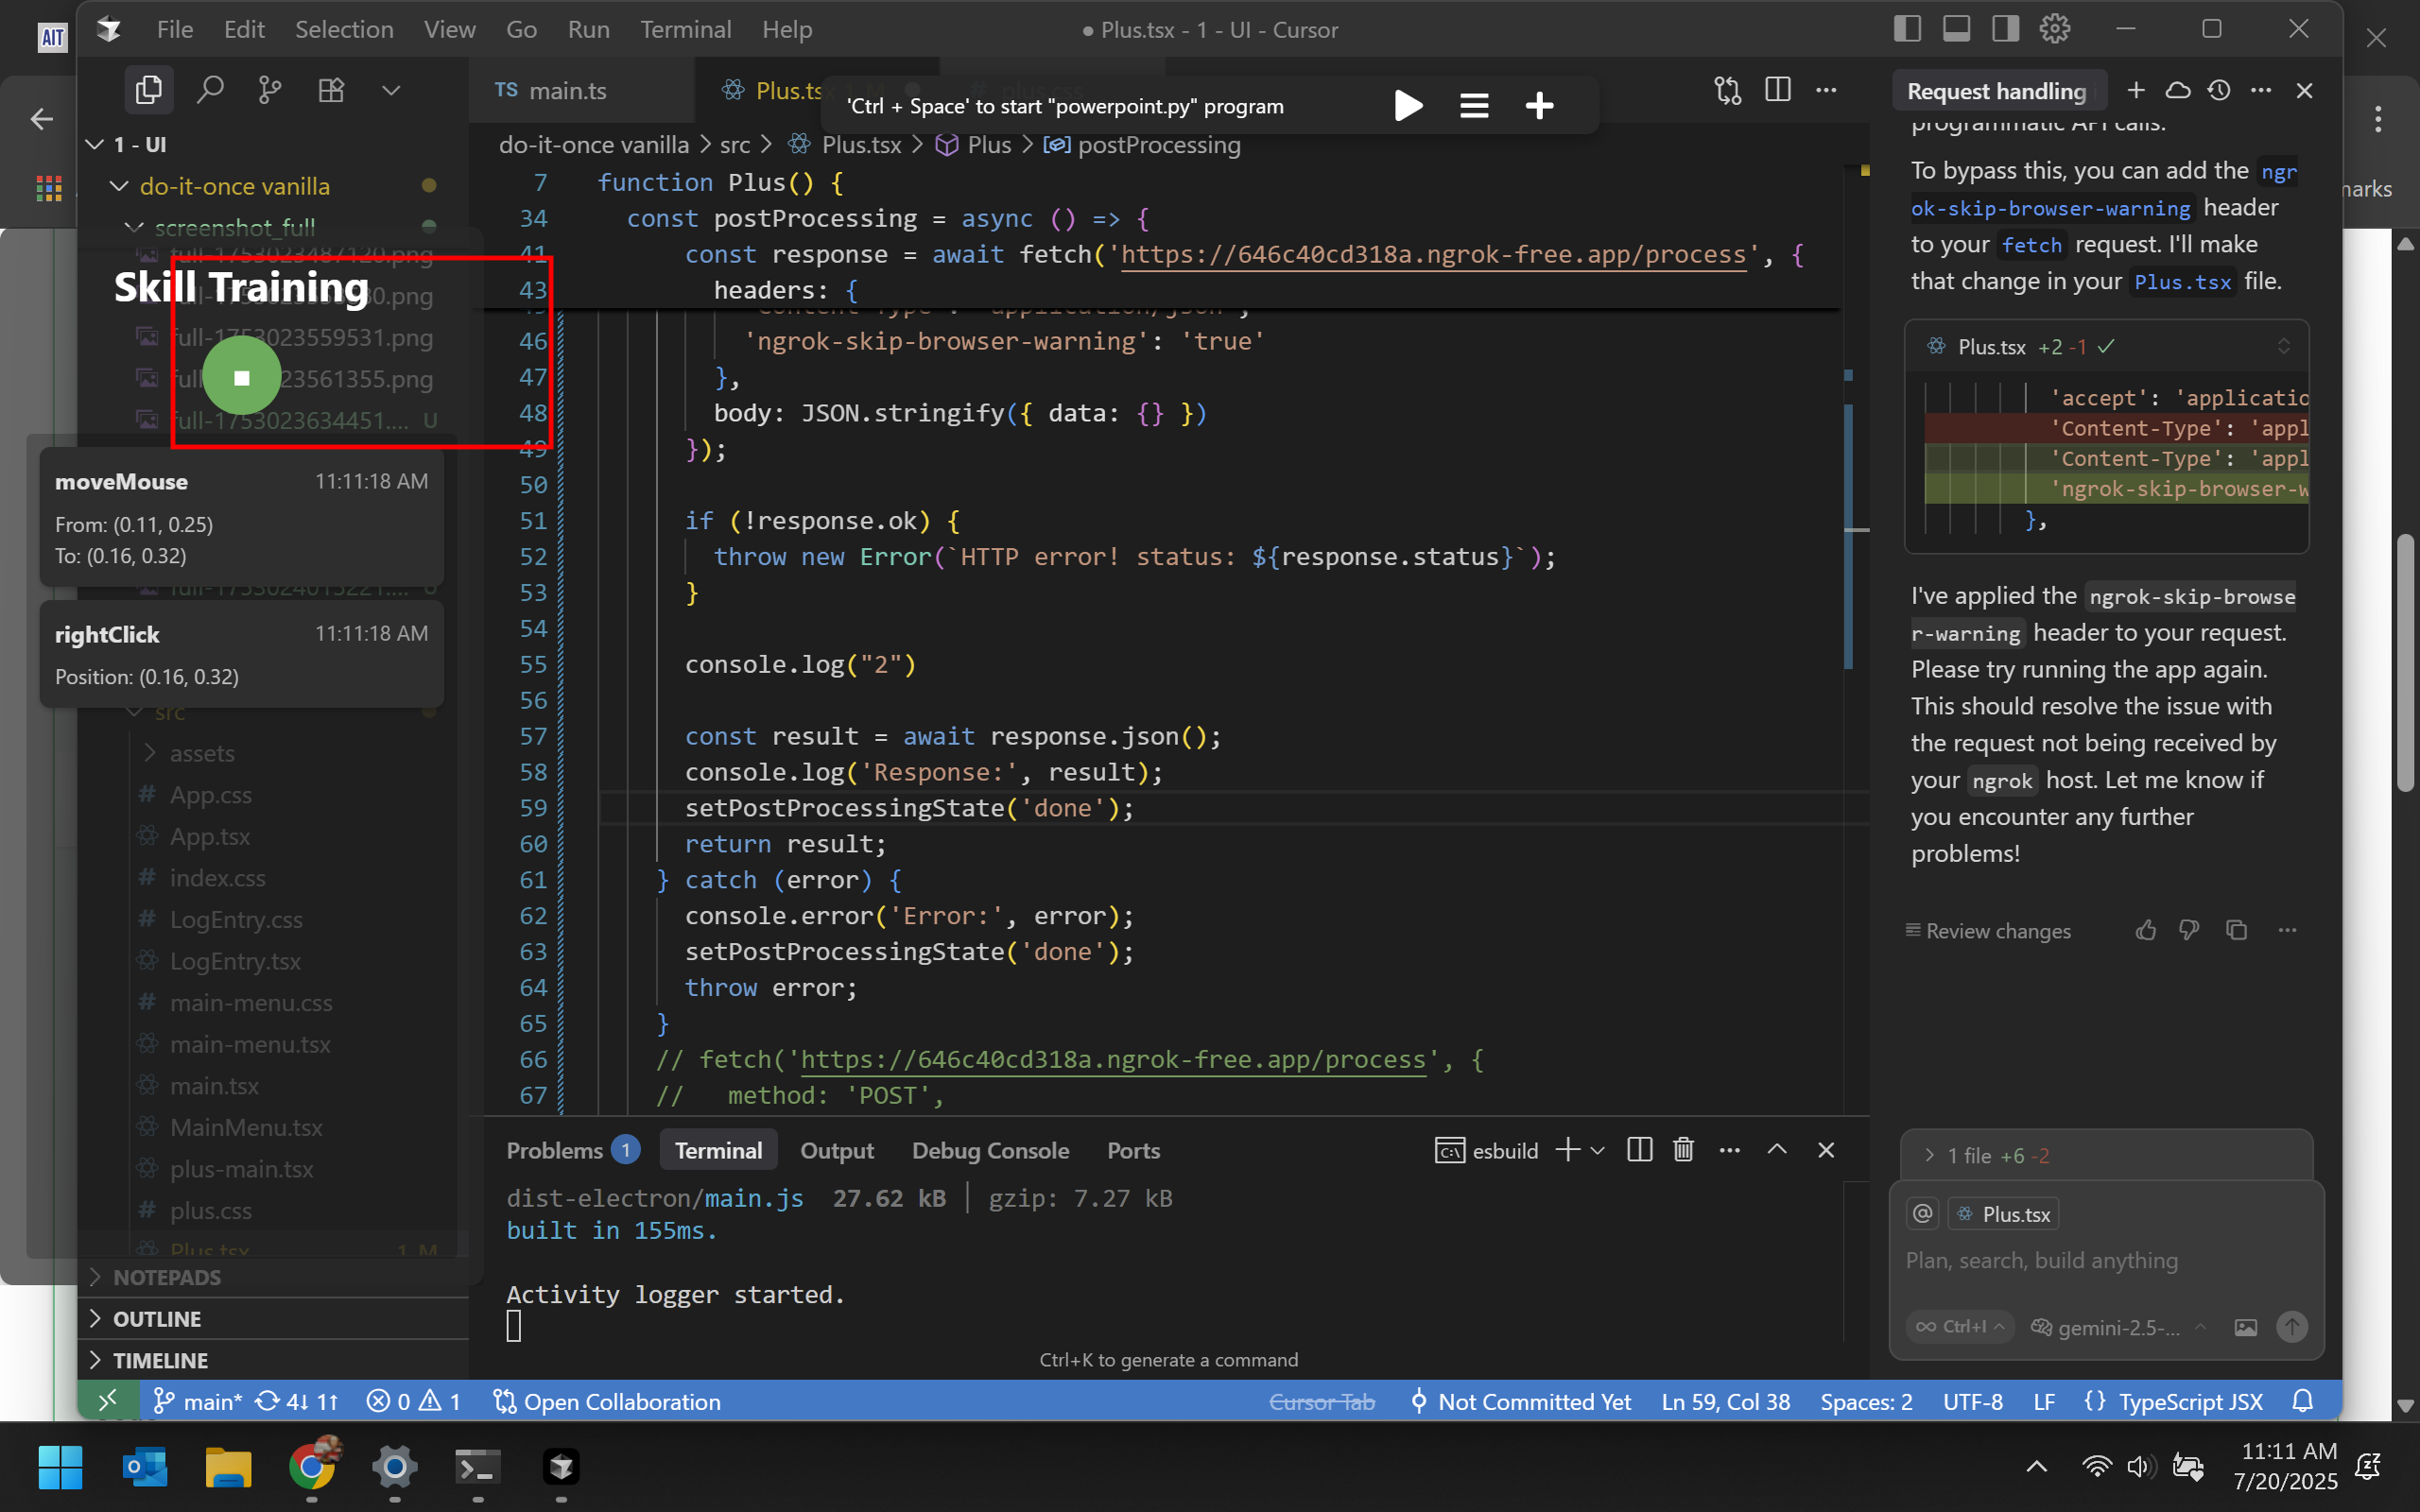 AIT
File Edit Selection View Go Run Terminal Help
● Plus.tsx - 1 - UI - Cursor
TS main.ts
Plus.tsx
'Ctrl + Space' to start "powerpoint.py" program
Request handling
1 - UI
do-it-once vanilla
screenshot_full
full-1753023487120.png
full-1753023559531.png
full-1753023634451.... U
Skill Training
do-it-once vanilla > src > Plus.tsx > Plus > postProcessing
7 function Plus() {
34 const postProcessing = async () => {
41 const response = await fetch('https://646c40cd318a.ngrok-free.app/process', {
43 headers: {
46 'ngrok-skip-browser-warning': 'true'
47 },
48 body: JSON.stringify({ data: {} })
49 });
50
51 if (!response.ok) {
52 throw new Error(`HTTP error! status: ${response.status}`);
53 }
54
55 console.log("2")
56
57 const result = await response.json();
58 console.log('Response:', result);
59 setPostProcessingState('done');
60 return result;
61 } catch (error) {
62 console.error('Error:', error);
63 setPostProcessingState('done');
64 throw error;
65 }
66 // fetch('https://646c40cd318a.ngrok-free.app/process', {
67 // method: 'POST',
moveMouse 11:11:18 AM
From: (0.11, 0.25)
To: (0.16, 0.32)
rightClick 11:11:18 AM
Position: (0.16, 0.32)
src
assets
App.css
App.tsx
index.css
LogEntry.css
LogEntry.tsx
main-menu.css
main-menu.tsx
main.tsx
MainMenu.tsx
plus-main.tsx
plus.css
Plus.tsx 1, M
NOTEPADS
OUTLINE
TIMELINE
Problems 1 Terminal Output Debug Console Ports
esbuild
dist-electron/main.js 27.62 kB │ gzip: 7.27 kB
built in 155ms.
Activity logger started.
Ctrl+K to generate a command
programmatic API calls.
To bypass this, you can add the ngr
ok-skip-browser-warning header
to your fetch request. I'll make
that change in your Plus.tsx file.
Plus.tsx +2 -1
'accept': 'applicatio
'Content-Type': 'appl
'Content-Type': 'appl
'ngrok-skip-browser-w
},
I've applied the ngrok-skip-browse
r-warning header to your request.
Please try running the app again.
This should resolve the issue with
the request not being received by
your ngrok host. Let me know if
you encounter any further
problems!
Review changes
1 file +6 -2
@ Plus.tsx
Plan, search, build anything
∞ Ctrl+I gemini-2.5-...
main* 4↓ 1↑ 0 1 Open Collaboration
Cursor Tab Not Committed Yet Ln 59, Col 38 Spaces: 2 UTF-8 LF {} TypeScript JSX
11:11 AM
7/20/2025